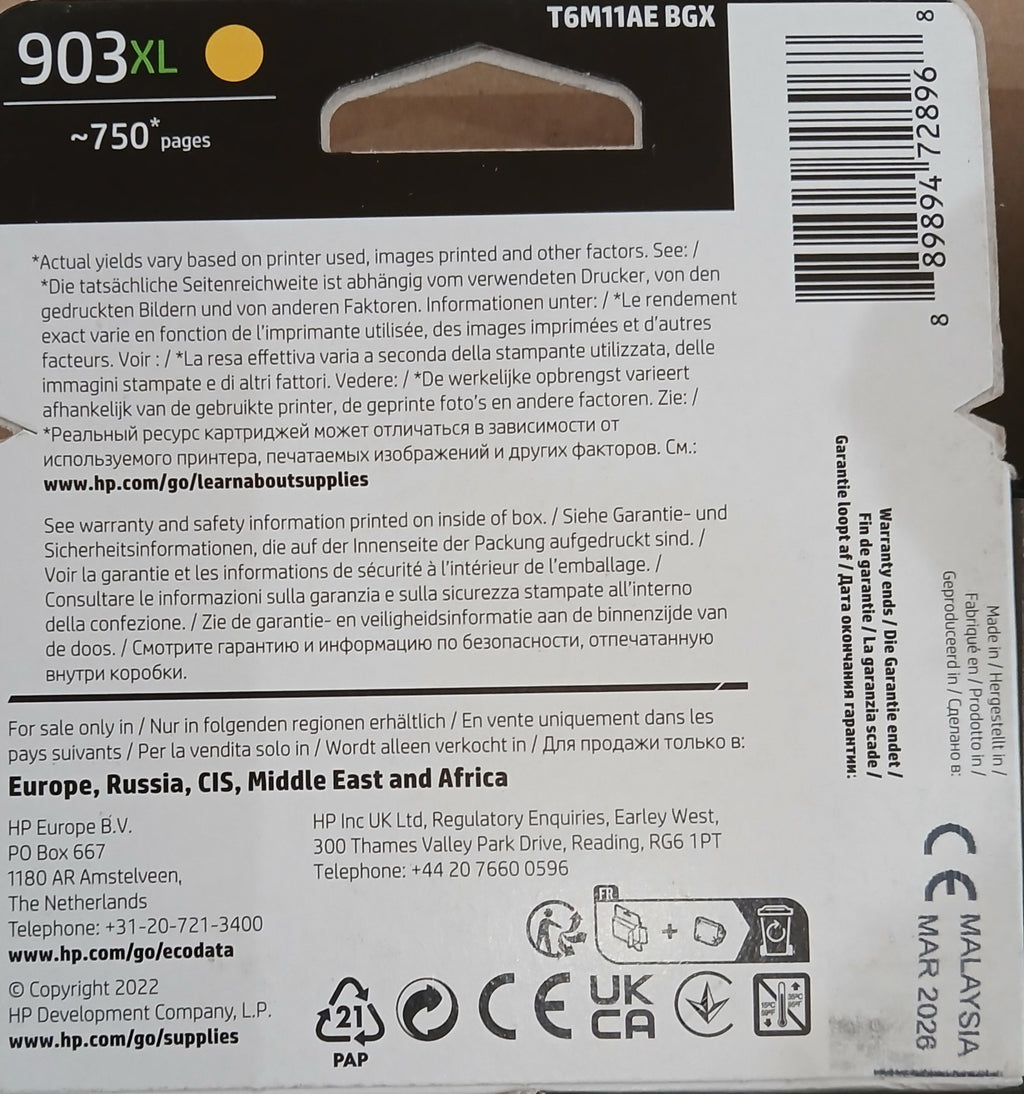 T6M11AE BGX
903XL
~750* pages
*Actual yields vary based on printer used, images printed and other factors. See: /
*Die tatsächliche Seitenreichweite ist abhängig vom verwendeten Drucker, von den
gedruckten Bildern und von anderen Faktoren. Informationen unter: / *Le rendement
exact varie en fonction de l'imprimante utilisée, des images imprimées et d'autres
facteurs. Voir : / *La resa effettiva varia a seconda della stampante utilizzata, delle
immagini stampate e di altri fattori. Vedere: / *De werkelijke opbrengst varieert
afhankelijk van de gebruikte printer, de geprinte foto's en andere factoren. Zie: /
*Реальный ресурс картриджей может отличаться в зависимости от
используемого принтера, печатаемых изображений и других факторов. См.:
www.hp.com/go/learnaboutsupplies
See warranty and safety information printed on inside of box. / Siehe Garantie- und
Sicherheitsinformationen, die auf der Innenseite der Packung aufgedruckt sind. /
Voir la garantie et les informations de sécurité à l'intérieur de l'emballage. /
Consultare le informazioni sulla garanzia e sulla sicurezza stampate all'interno
della confezione. / Zie de garantie- en veiligheidsinformatie aan de binnenzijde van
de doos. / Смотрите гарантию и информацию по безопасности, отпечатанную
внутри коробки.
For sale only in / Nur in folgenden regionen erhältlich / En vente uniquement dans les
pays suivants / Per la vendita solo in / Wordt alleen verkocht in / Для продажи только в:
Europe, Russia, CIS, Middle East and Africa
HP Europe B.V.
PO Box 667
1180 AR Amstelveen,
The Netherlands
Telephone: +31-20-721-3400
www.hp.com/go/ecodata
© Copyright 2022
HP Development Company, L.P.
www.hp.com/go/supplies
HP Inc UK Ltd, Regulatory Enquiries, Earley West,
300 Thames Valley Park Drive, Reading, RG6 1PT
Telephone: +44 20 7660 0596
FR
21
PAP
CE
UK
CA
8 96827 468898 8
Warranty ends / Die Garantie endet /
Fin de garantie / La garanzia scade /
Garantie loopt af / Дата окончания гарантии:
Made in / Hergestellt in /
Fabriqué en / Prodotto in /
Geproduceerd in / Сделано в:
CE
MALAYSIA
MAR 2026